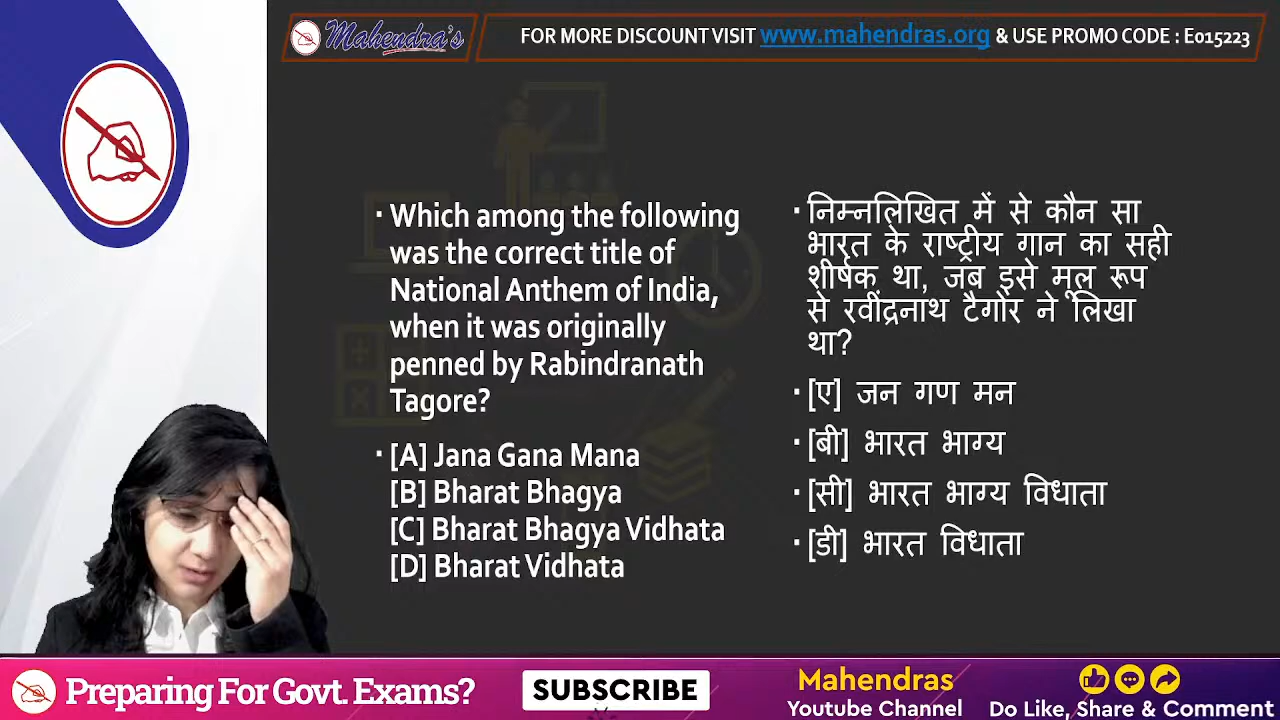 Mahendra's
FOR MORE DISCOUNT VISIT www.mahendras.org & USE PROMO CODE : E015223
· Which among the following
was the correct title of
National Anthem of India,
when it was originally
penned by Rabindranath
Tagore?
· [A] Jana Gana Mana
[B] Bharat Bhagya
[C] Bharat Bhagya Vidhata
[D] Bharat Vidhata
· निम्नलिखित में से कौन सा
भारत के राष्ट्रीय गान का सही
शीर्षक था, जब इसे मूल रूप
से रवींद्रनाथ टैगोर ने लिखा
था?
· [ए] जन गण मन
· [बी] भारत भाग्य
· [सी] भारत भाग्य विधाता
· [डी] भारत विधाता
Preparing For Govt. Exams?
SUBSCRIBE
Mahendras
Youtube Channel
Do Like, Share & Comment